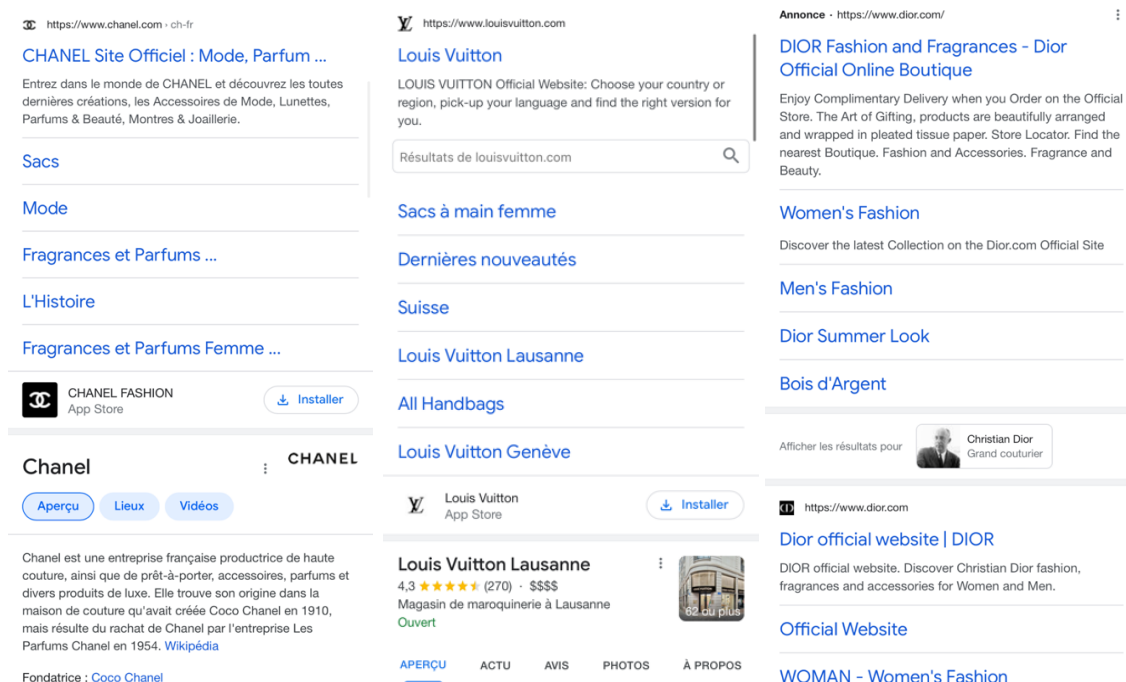 https://www.chanel.com › ch-fr
CHANEL Site Officiel : Mode, Parfum ...
Entrez dans le monde de CHANEL et découvrez les toutes
dernières créations, les Accessoires de Mode, Lunettes,
Parfums & Beauté, Montres & Joaillerie.
Sacs
Mode
Fragrances et Parfums ...
L'Histoire
Fragrances et Parfums Femme ...
CHANEL FASHION
App Store
Installer
Chanel
CHANEL
Aperçu
Lieux
Vidéos
Chanel est une entreprise française productrice de haute
couture, ainsi que de prêt-à-porter, accessoires, parfums et
divers produits de luxe. Elle trouve son origine dans la
maison de couture qu'avait créée Coco Chanel en 1910,
mais résulte du rachat de Chanel par l'entreprise Les
Parfums Chanel en 1954. Wikipédia
Fondatrice : Coco Chanel
https://www.louisvuitton.com
Louis Vuitton
LOUIS VUITTON Official Website: Choose your country or
region, pick-up your language and find the right version for
you.
Résultats de louisvuitton.com
Sacs à main femme
Dernières nouveautés
Suisse
Louis Vuitton Lausanne
All Handbags
Louis Vuitton Genève
Louis Vuitton
App Store
Installer
Louis Vuitton Lausanne
4,3 ★★★★★ (270) · $$$$
Magasin de maroquinerie à Lausanne
Ouvert
62 ou plus
APERÇU
ACTU
AVIS
PHOTOS
À PROPOS
Annonce · https://www.dior.com/
DIOR Fashion and Fragrances - Dior
Official Online Boutique
Enjoy Complimentary Delivery when you Order on the Official
Store. The Art of Gifting, products are beautifully arranged
and wrapped in pleated tissue paper. Store Locator. Find the
nearest Boutique. Fashion and Accessories. Fragrance and
Beauty.
Women's Fashion
Discover the latest Collection on the Dior.com Official Site
Men's Fashion
Dior Summer Look
Bois d'Argent
Afficher les résultats pour
Christian Dior
Grand couturier
https://www.dior.com
Dior official website | DIOR
DIOR official website. Discover Christian Dior fashion,
fragrances and accessories for Women and Men.
Official Website
WOMAN - Women's Fashion